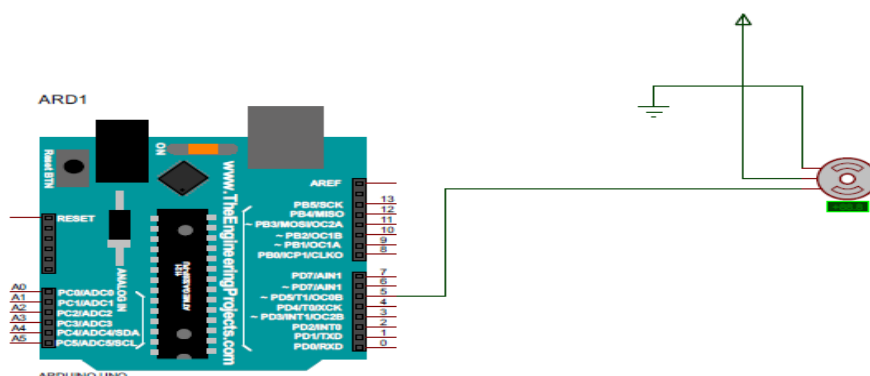 ARD1
Reset BTN
ON
www.TheEngineeringProjects.com
RESET
ANALOG IN
A0 PC0/ADC0
A1 PC1/ADC1
A2 PC2/ADC2
A3 PC3/ADC3
A4 PC4/ADC4/SDA
A5 PC5/ADC5/SCL
AREF
PB5/SCK 13
PB4/MISO 12
~ PB3/MOSI/OC2A 11
~ PB2/OC1B 10
~ PB1/OC1A 9
PB0/ICP1/CLKO 8
PD7/AIN1 7
~ PD7/AIN1 6
~ PD5/T1/OC0B 5
PD4/T0/XCK 4
~ PD3/INT1/OC2B 3
PD2/INT0 2
PD1/TXD 1
PD0/RXD 0
ARDUINO UNO